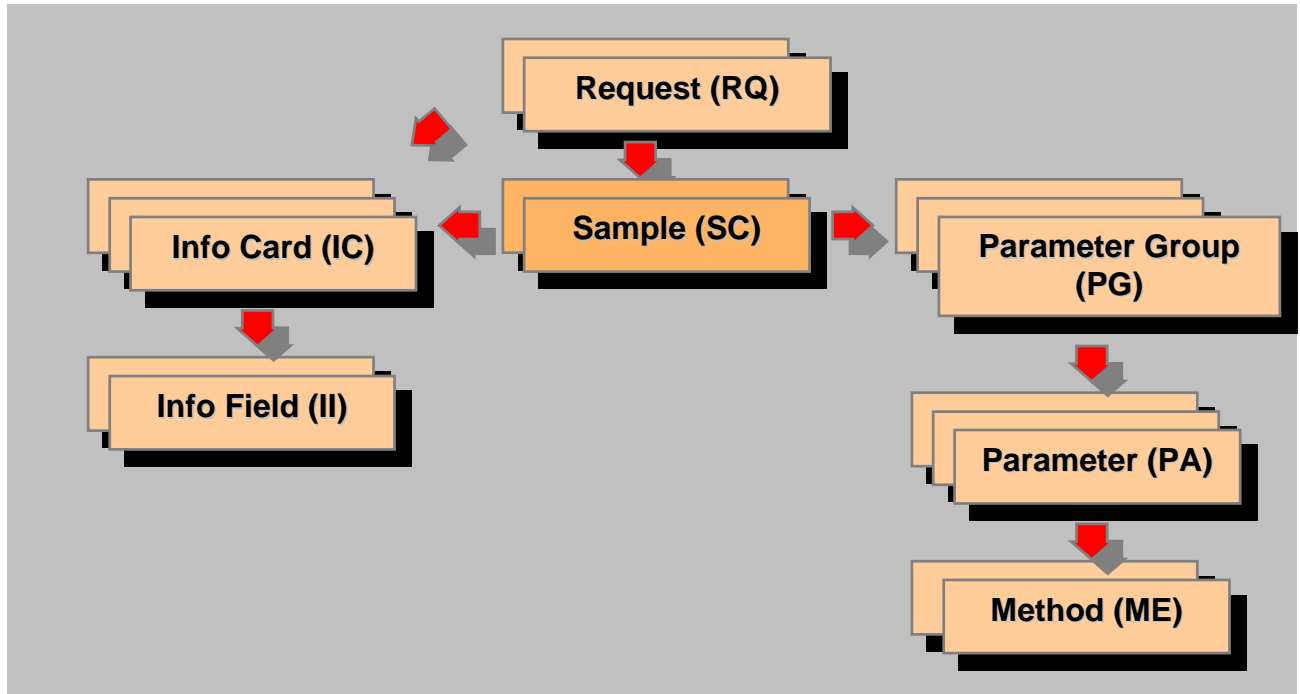 Request (RQ)
Sample (SC)
Info Card (IC)
Parameter Group
(PG)
Info Field (II)
Parameter (PA)
Method (ME)